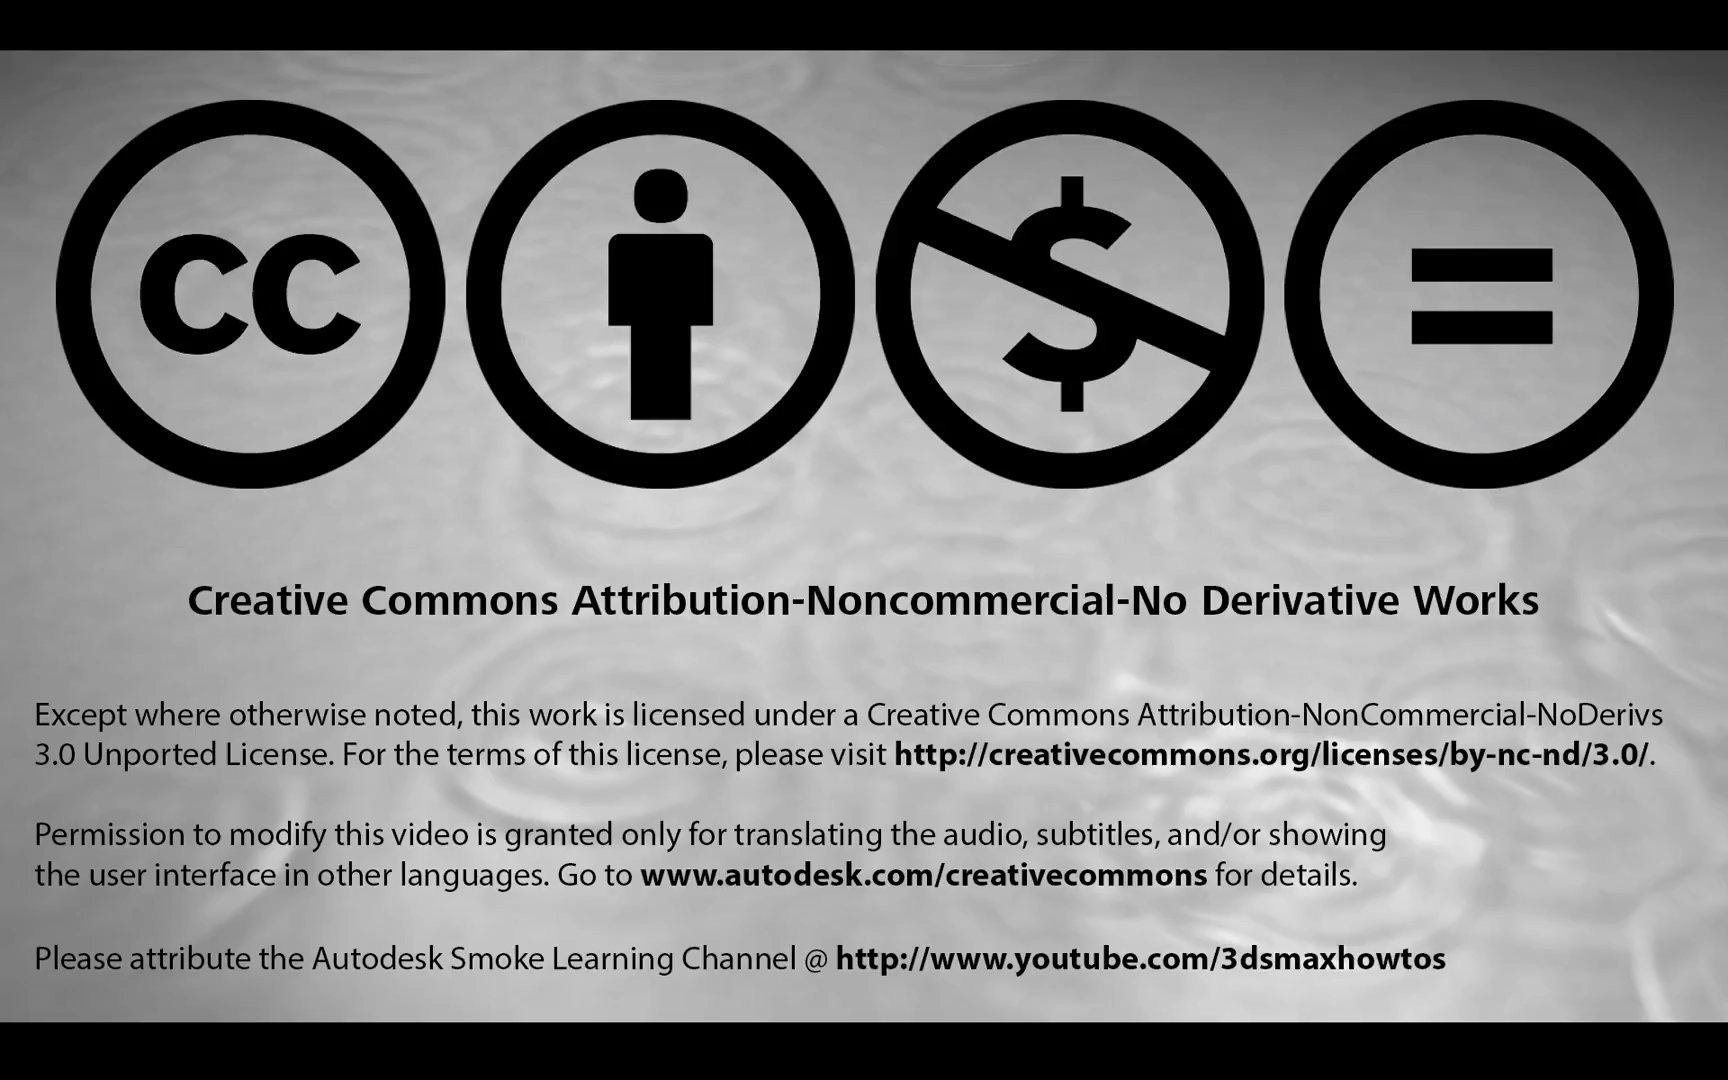 cc
$
=
Creative Commons Attribution-Noncommercial-No Derivative Works
Except where otherwise noted, this work is licensed under a Creative Commons Attribution-NonCommercial-NoDerivs
3.0 Unported License. For the terms of this license, please visit http://creativecommons.org/licenses/by-nc-nd/3.0/.
Permission to modify this video is granted only for translating the audio, subtitles, and/or showing
the user interface in other languages. Go to www.autodesk.com/creativecommons for details.
Please attribute the Autodesk Smoke Learning Channel @ http://www.youtube.com/3dsmaxhowtos